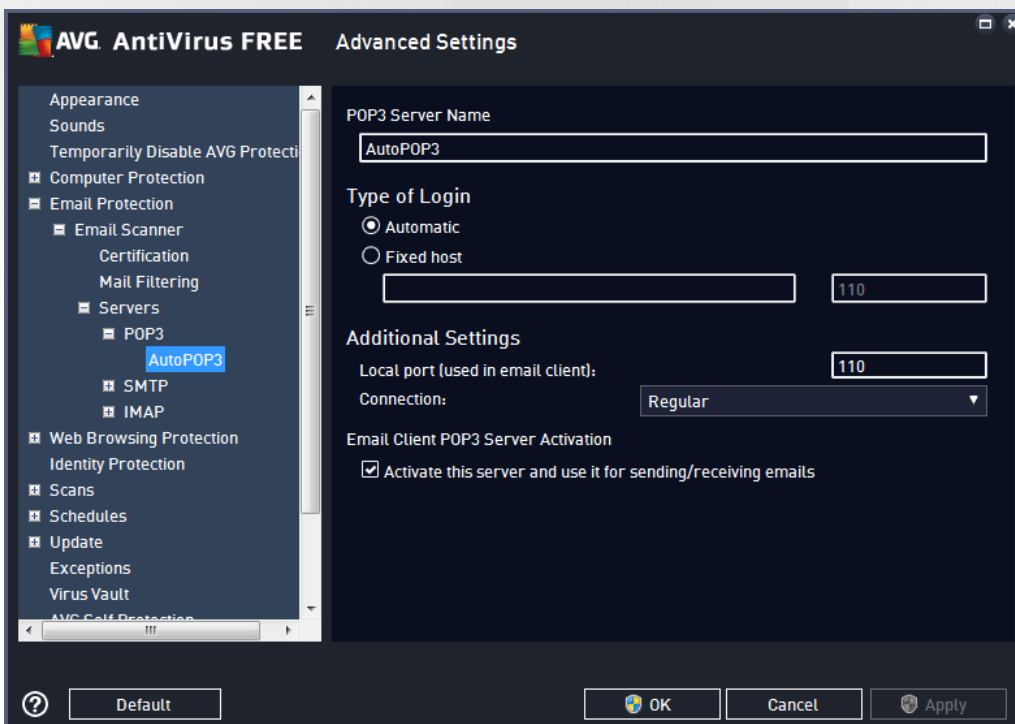 AVG AntiVirus FREE Advanced Settings
Appearance
Sounds
Temporarily Disable AVG Protecti
Computer Protection
Email Protection
Email Scanner
Certification
Mail Filtering
Servers
POP3
AutoPOP3
SMTP
IMAP
Web Browsing Protection
Identity Protection
Scans
Schedules
Update
Exceptions
Virus Vault
AVG Self Protection
POP3 Server Name
AutoPOP3
Type of Login
Automatic
Fixed host
110
Additional Settings
Local port (used in email client): 110
Connection: Regular
Email Client POP3 Server Activation
Activate this server and use it for sending/receiving emails
? Default OK Cancel Apply